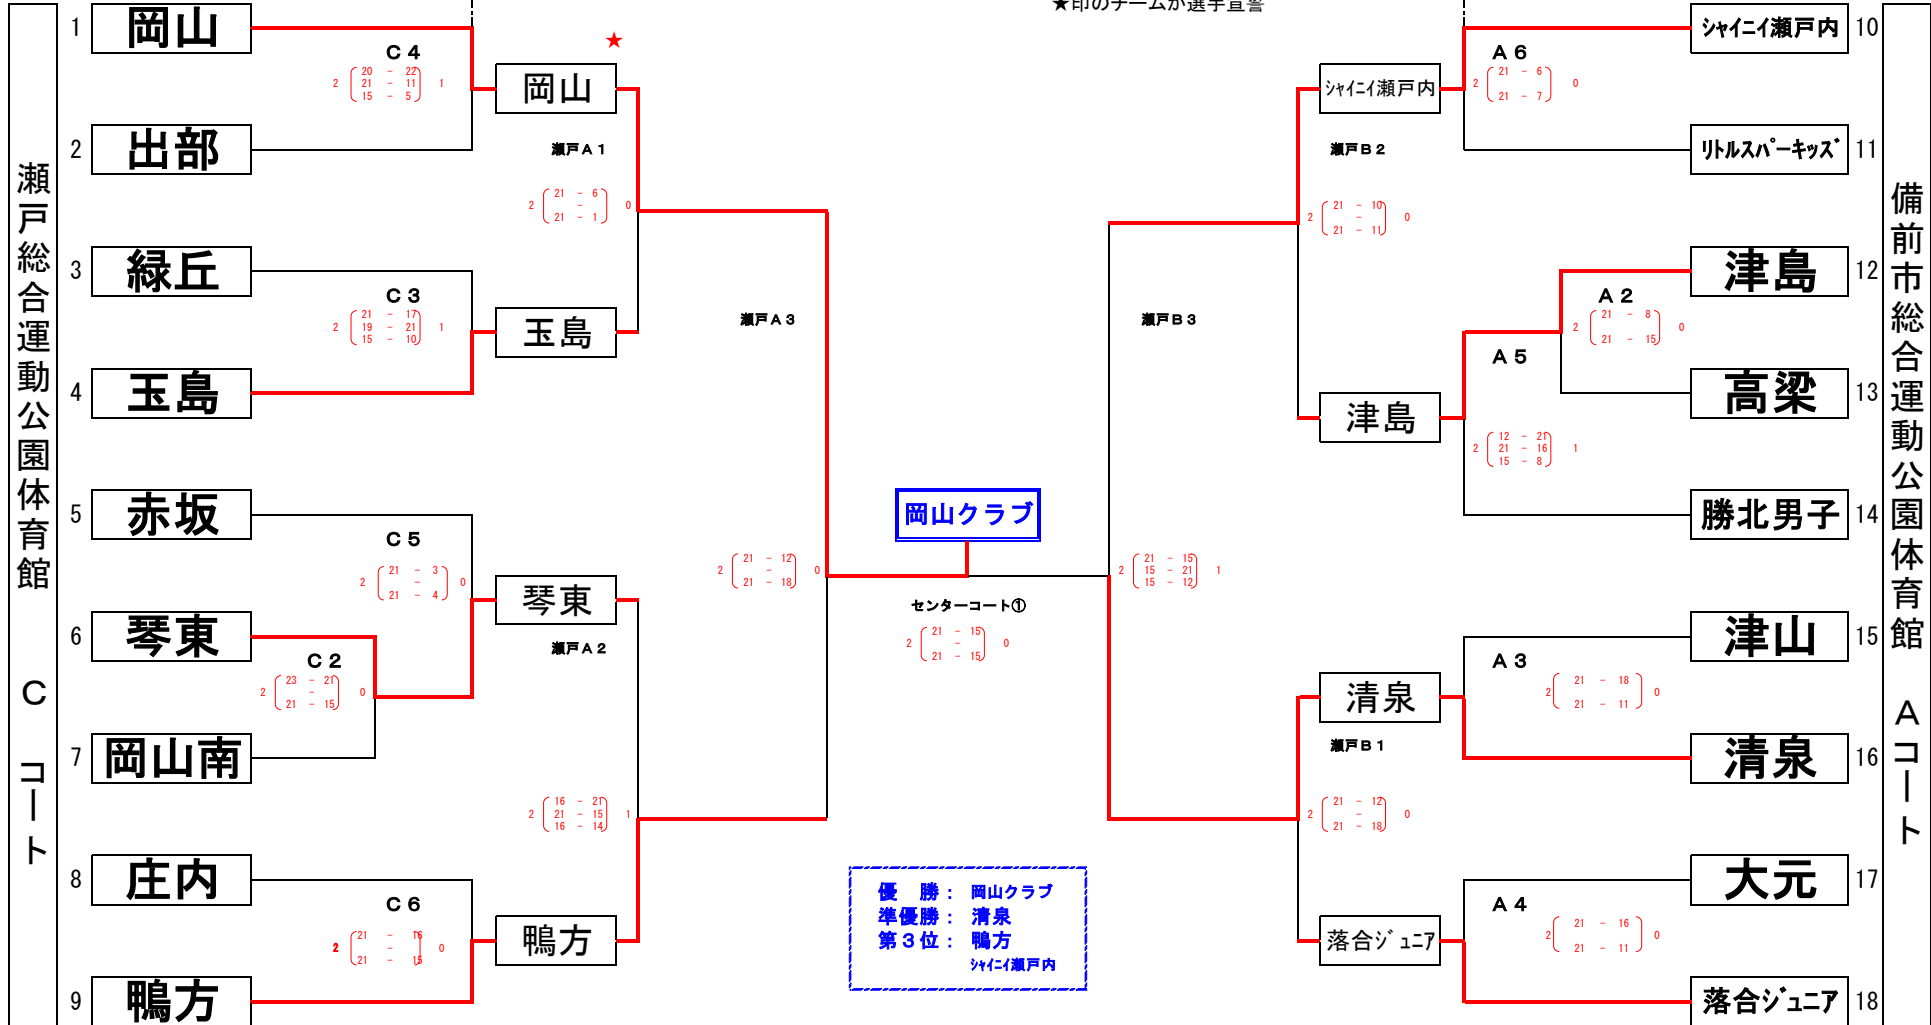 ★印のチームが選手宣誓
瀬戸総合運動公園体育館 C コート
1 岡山
2 出部
3 緑丘
4 玉島
5 赤坂
6 琴東
7 岡山南
8 庄内
9 鴨方
C 4
2 20 - 22 1
21 - 11
15 - 5
C 3
2 21 - 17 1
19 - 21
15 - 10
C 5
2 21 - 3 0
-
21 - 4
C 2
2 23 - 21 0
-
21 - 15
C 6
2 21 - 16 0
-
21 - 15
★
岡山
玉島
琴東
鴨方
瀬戸A 1
2 21 - 6 0
-
21 - 1
瀬戸A 2
2 16 - 21 1
21 - 15
16 - 14
瀬戸A 3
2 21 - 12 0
-
21 - 18
岡山クラブ
センターコート①
2 21 - 15 0
-
21 - 15
優 勝: 岡山クラブ
準優勝: 清泉
第3位: 鴨方
シャイニイ瀬戸内
瀬戸B 3
2 21 - 15 1
15 - 21
15 - 12
シャイニイ瀬戸内
瀬戸B 2
2 21 - 10 0
-
21 - 11
津島
清泉
瀬戸B 1
2 21 - 12 0
-
21 - 18
落合ジュニア
A 6
2 21 - 6 0
21 - 7
A 2
2 21 - 8 0
21 - 15
A 5
2 12 - 21 1
21 - 16
15 - 8
A 3
2 21 - 18 0
21 - 11
A 4
2 21 - 16 0
21 - 11
シャイニイ瀬戸内 10
リトルスパーキッズ 11
津島 12
高梁 13
勝北男子 14
津山 15
清泉 16
大元 17
落合ジュニア 18
備前市総合運動公園体育館 Aコート